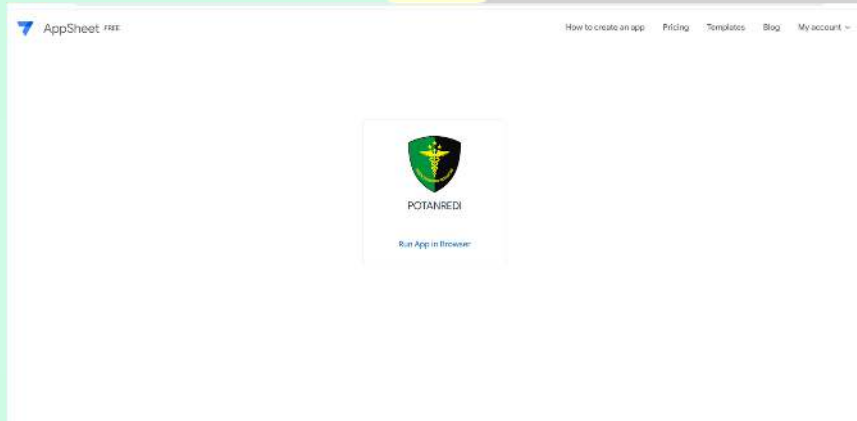 AppSheet FREE
How to create an app Pricing Templates Blog My account
POTANREDI
Run App in Browser